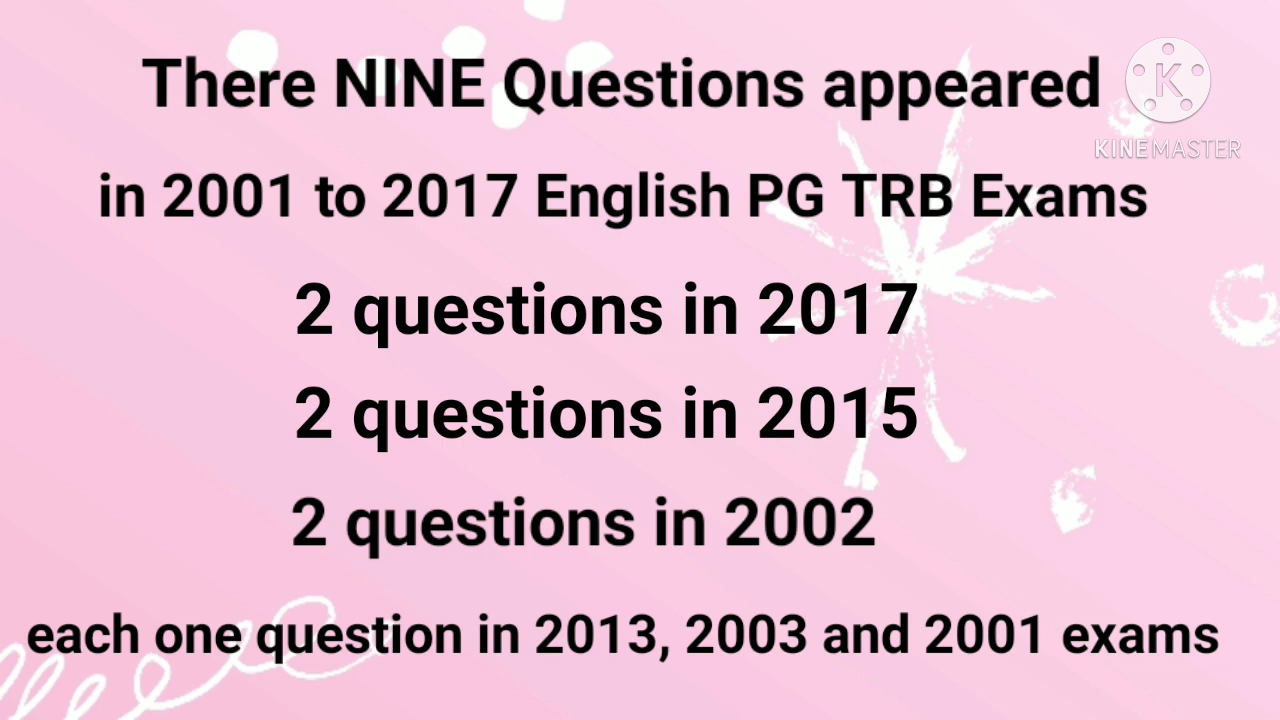 There NINE Questions appeared
K
KINEMASTER
in 2001 to 2017 English PG TRB Exams
2 questions in 2017
2 questions in 2015
2 questions in 2002
each one question in 2013, 2003 and 2001 exams